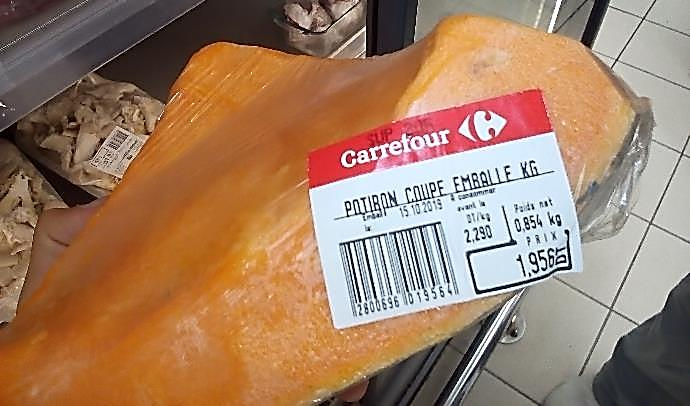 Carrefour
POTIRON COUPE EMBALLE KG
Emballé le: 15.10.2019
à consommer avant le
DT/kg
2,290
Poids net
0,854 kg
PRIX
1,956
2800696 019564